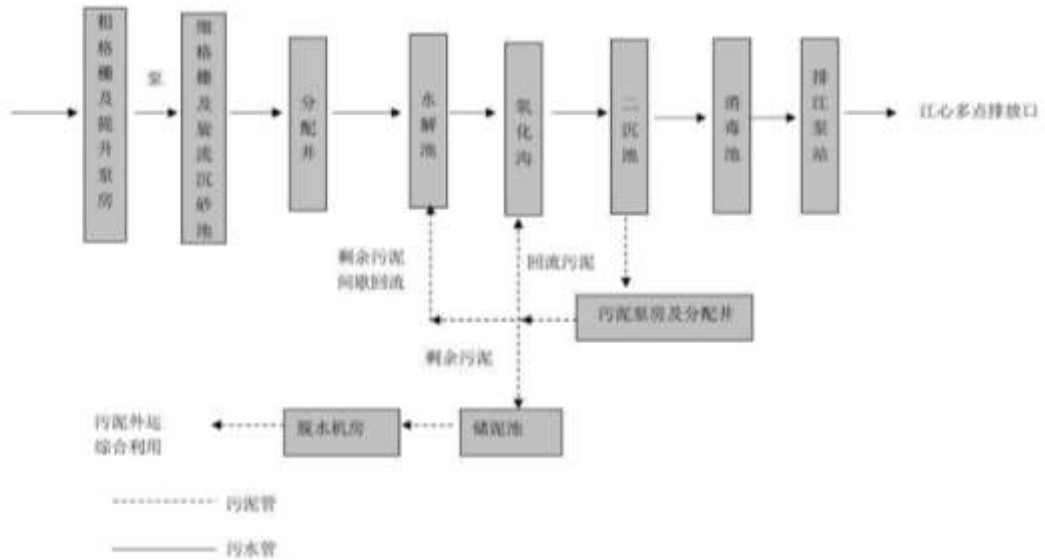 粗格栅及提升泵房
泵
细格栅及旋流沉砂池
分配井
水解池
氧化沟
二沉池
消毒池
排江泵站
江心多点排放口
剩余污泥
间歇回流
回流污泥
污泥泵房及分配井
剩余污泥
污泥外运
综合利用
脱水机房
储泥池
污泥管
污水管